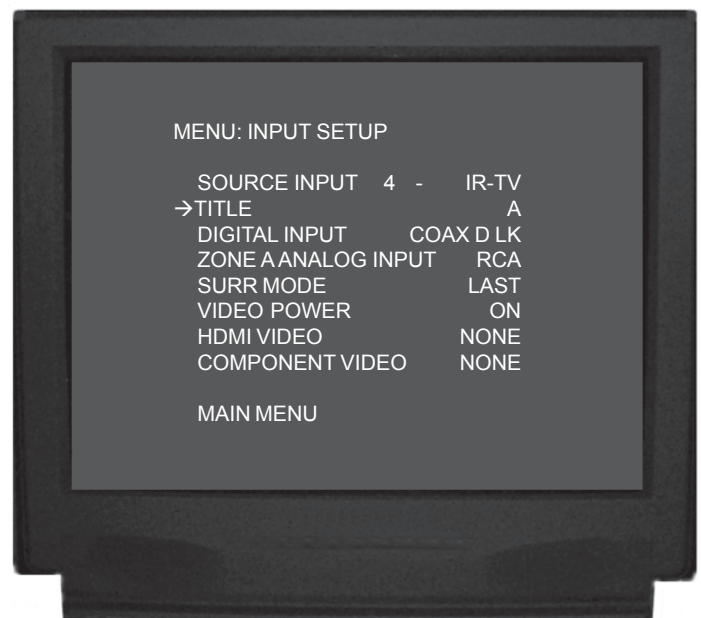 MENU: INPUT SETUP
SOURCE INPUT 4 - IR-TV
→TITLE A
DIGITAL INPUT COAX D LK
ZONE A ANALOG INPUT RCA
SURR MODE LAST
VIDEO POWER ON
HDMI VIDEO NONE
COMPONENT VIDEO NONE
MAIN MENU